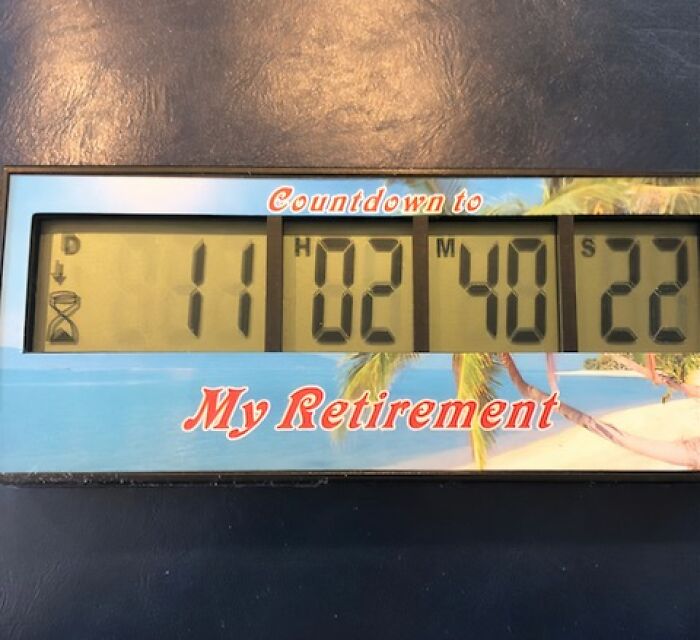 Countdown to
D 11 H 02 M 40 S 22
My Retirement